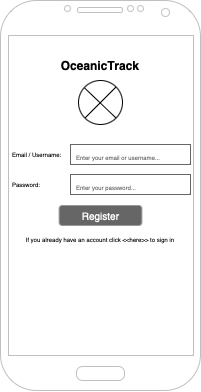 OceanicTrack
Email / Username: Enter your email or username...
Password: Enter your password...
Register
If you already have an account click <<here>> to sign in